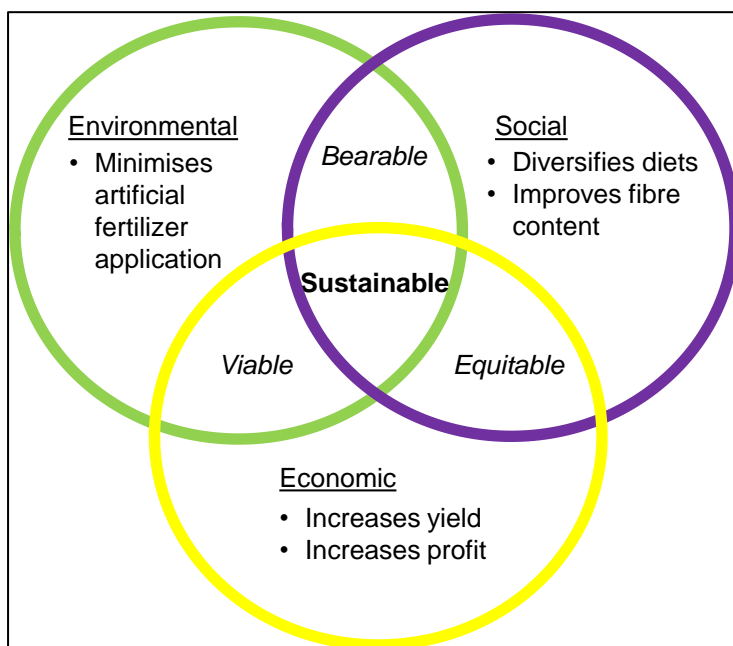 Environmental
• Minimises
artificial
fertilizer
application
Bearable
Social
• Diversifies diets
• Improves fibre
content
Sustainable
Viable
Equitable
Economic
• Increases yield
• Increases profit